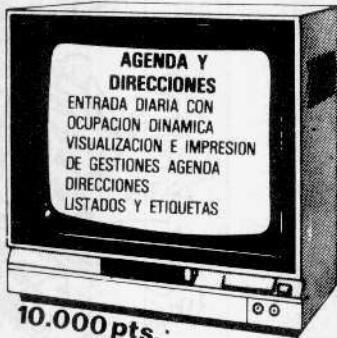 AGENDA Y
DIRECCIONES
ENTRADA DIARIA CON
OCUPACION DINAMICA
VISUALIZACION E IMPRESION
DE GESTIONES AGENDA
DIRECCIONES
LISTADOS Y ETIQUETAS
10.000 pts.